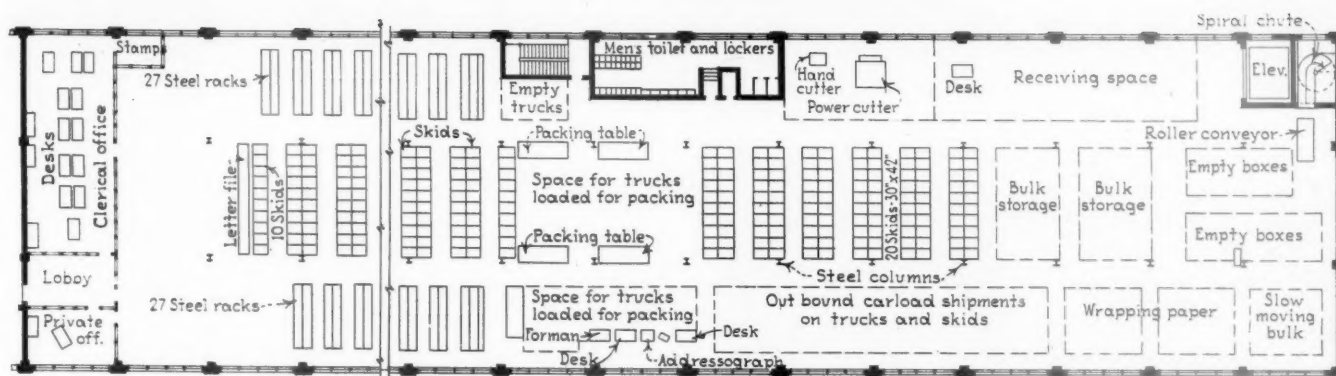 Spiral chute
Stamp
Men's toilet and lockers
27 Steel racks
Hand
cutter
Power cutter
Desk
Receiving space
Elev.
Empty
trucks
Desks
Clerical office
Skids
Packing table
Roller conveyor
Letter file
10 Skids
Space for trucks
loaded for packing
20 Skids-30"x42"
Bulk
storage
Bulk
storage
Empty boxes
Packing table
Empty boxes
Lobby
Steel columns
27 Steel racks
Space for trucks
loaded for packing
Out bound carload shipments
on trucks and skids
Wrapping paper
Slow
moving
bulk
Private
off.
Forman
Desk
Desk
Addressograph